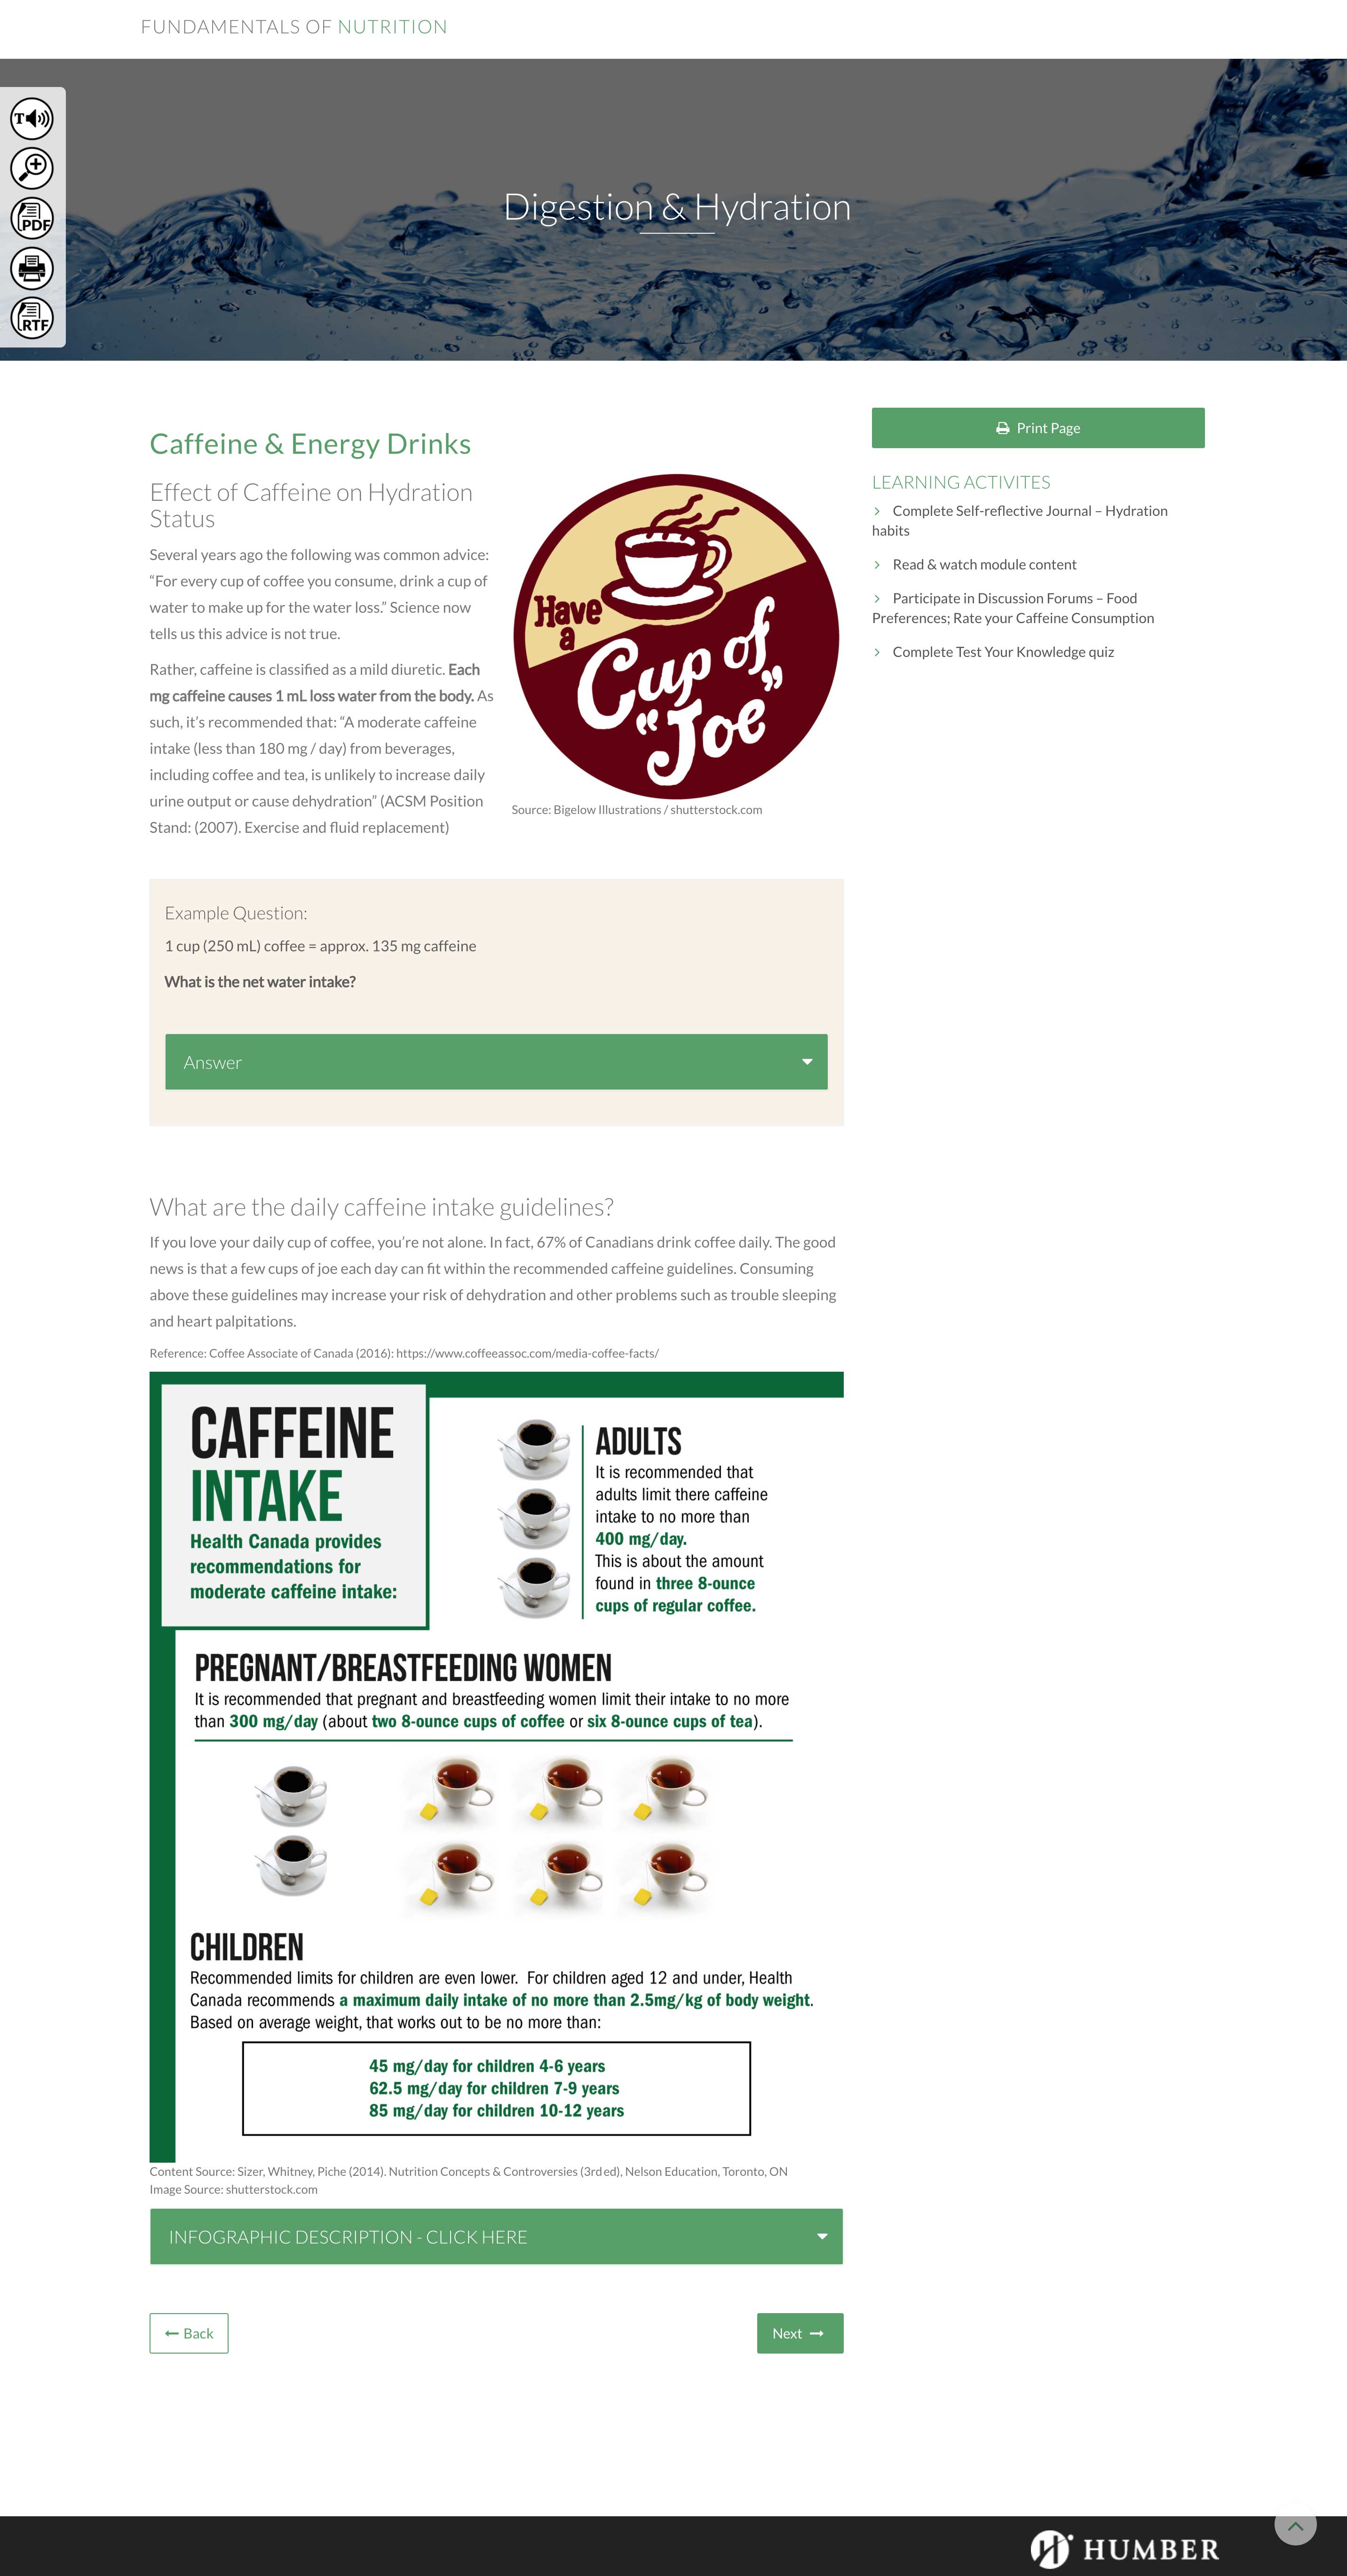 FUNDAMENTALS OF NUTRITION
T
PDF
RTF
Digestion & Hydration
Caffeine & Energy Drinks
Effect of Caffeine on Hydration
Status
Several years ago the following was common advice:
“For every cup of coffee you consume, drink a cup of
water to make up for the water loss.” Science now
tells us this advice is not true.
Rather, caffeine is classified as a mild diuretic. Each
mg caffeine causes 1 mL loss water from the body. As
such, it’s recommended that: “A moderate caffeine
intake (less than 180 mg / day) from beverages,
including coffee and tea, is unlikely to increase daily
urine output or cause dehydration” (ACSM Position
Stand: (2007). Exercise and fluid replacement)
Have
a
Cup of
“Joe”
Source: Bigelow Illustrations / shutterstock.com
Print Page
LEARNING ACTIVITES
Complete Self-reflective Journal – Hydration
habits
Read & watch module content
Participate in Discussion Forums – Food
Preferences; Rate your Caffeine Consumption
Complete Test Your Knowledge quiz
Example Question:
1 cup (250 mL) coffee = approx. 135 mg caffeine
What is the net water intake?
Answer
What are the daily caffeine intake guidelines?
If you love your daily cup of coffee, you’re not alone. In fact, 67% of Canadians drink coffee daily. The good
news is that a few cups of joe each day can fit within the recommended caffeine guidelines. Consuming
above these guidelines may increase your risk of dehydration and other problems such as trouble sleeping
and heart palpitations.
Reference: Coffee Associate of Canada (2016): https://www.coffeeassoc.com/media-coffee-facts/
CAFFEINE
INTAKE
Health Canada provides
recommendations for
moderate caffeine intake:
ADULTS
It is recommended that
adults limit there caffeine
intake to no more than
400 mg/day.
This is about the amount
found in three 8-ounce
cups of regular coffee.
PREGNANT/BREASTFEEDING WOMEN
It is recommended that pregnant and breastfeeding women limit their intake to no more
than 300 mg/day (about two 8-ounce cups of coffee or six 8-ounce cups of tea).
CHILDREN
Recommended limits for children are even lower. For children aged 12 and under, Health
Canada recommends a maximum daily intake of no more than 2.5mg/kg of body weight.
Based on average weight, that works out to be no more than:
45 mg/day for children 4-6 years
62.5 mg/day for children 7-9 years
85 mg/day for children 10-12 years
Content Source: Sizer, Whitney, Piche (2014). Nutrition Concepts & Controversies (3rd ed), Nelson Education, Toronto, ON
Image Source: shutterstock.com
INFOGRAPHIC DESCRIPTION - CLICK HERE
Back
Next
HUMBER